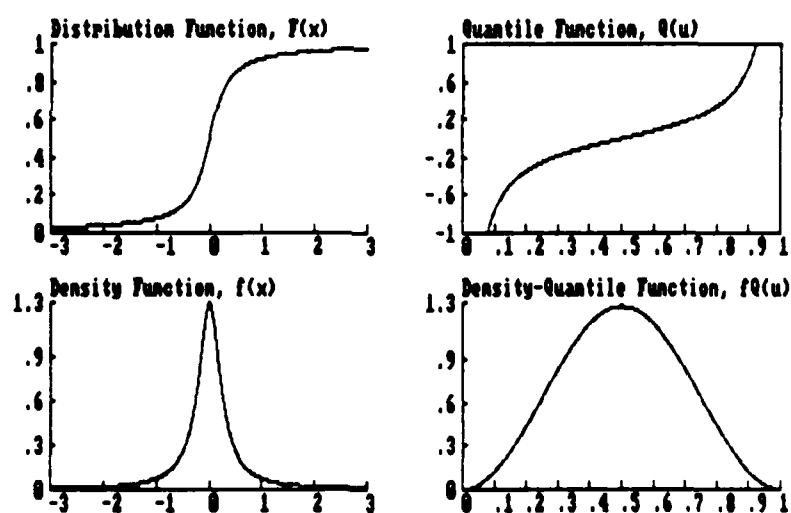 Distribution Function, F(x)
1
.8
.6
.4
.2
0
-3 -2 -1 0 1 2 3
Quantile Function, Q(u)
1
.6
.2
-.2
-.6
-1
0 .1 .2 .3 .4 .5 .6 .7 .8 .9 1
Density Function, f(x)
1.3
.9
.6
.3
0
-3 -2 -1 0 1 2 3
Density-Quantile Function, fQ(u)
1.3
.9
.6
.3
0
0 .1 .2 .3 .4 .5 .6 .7 .8 .9 1